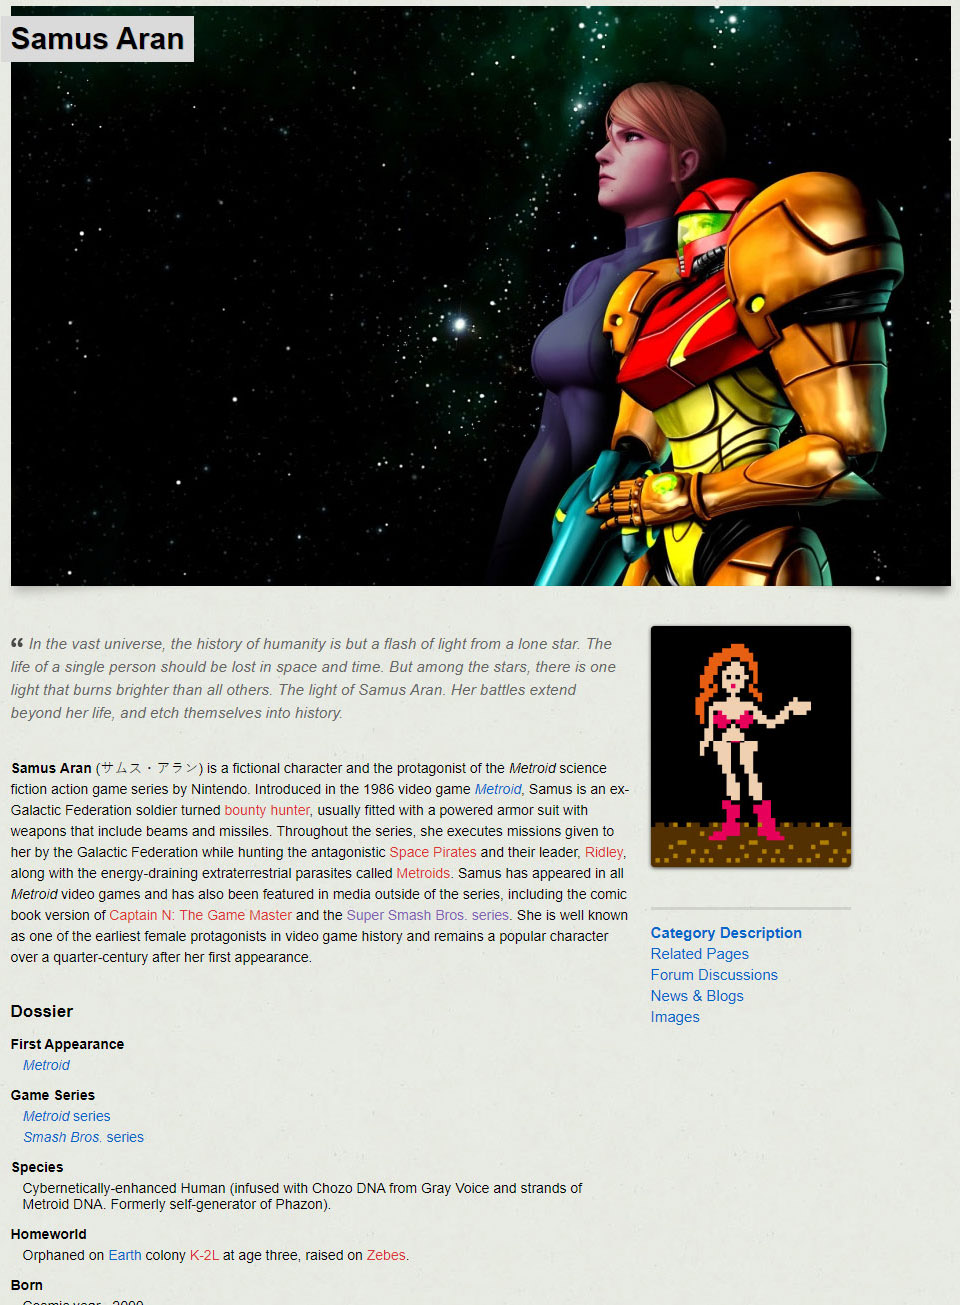 Samus Aran
“ In the vast universe, the history of humanity is but a flash of light from a lone star. The
life of a single person should be lost in space and time. But among the stars, there is one
light that burns brighter than all others. The light of Samus Aran. Her battles extend
beyond her life, and etch themselves into history.
Samus Aran (サムス・アラン) is a fictional character and the protagonist of the Metroid science
fiction action game series by Nintendo. Introduced in the 1986 video game Metroid, Samus is an ex-
Galactic Federation soldier turned bounty hunter, usually fitted with a powered armor suit with
weapons that include beams and missiles. Throughout the series, she executes missions given to
her by the Galactic Federation while hunting the antagonistic Space Pirates and their leader, Ridley,
along with the energy-draining extraterrestrial parasites called Metroids. Samus has appeared in all
Metroid video games and has also been featured in media outside of the series, including the comic
book version of Captain N: The Game Master and the Super Smash Bros. series. She is well known
as one of the earliest female protagonists in video game history and remains a popular character
over a quarter-century after her first appearance.
Dossier
First Appearance
Metroid
Game Series
Metroid series
Smash Bros. series
Species
Cybernetically-enhanced Human (infused with Chozo DNA from Gray Voice and strands of
Metroid DNA. Formerly self-generator of Phazon).
Homeworld
Orphaned on Earth colony K-2L at age three, raised on Zebes.
Born
Category Description
Related Pages
Forum Discussions
News & Blogs
Images